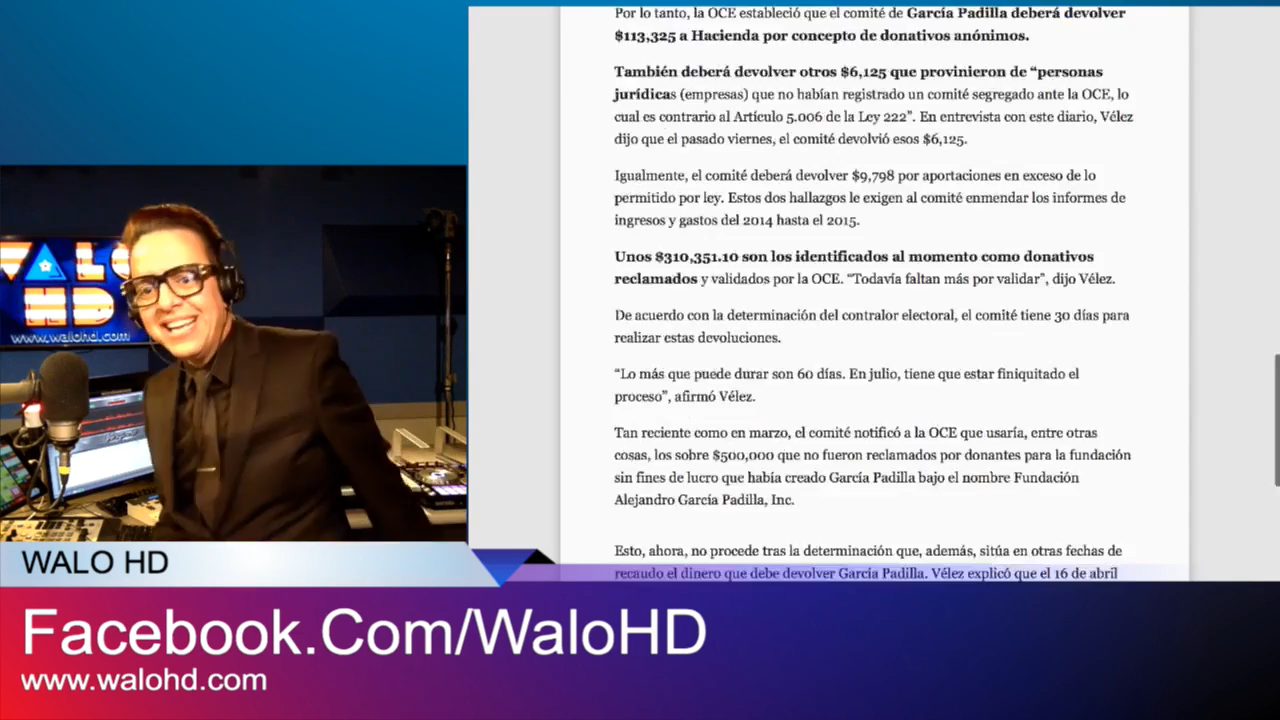 Por lo tanto, la OCE estableció que el comité de García Padilla deberá devolver
$113,325 a Hacienda por concepto de donativos anónimos.
También deberá devolver otros $6,125 que provinieron de “personas
jurídicas (empresas) que no habían registrado un comité segregado ante la OCE, lo
cual es contrario al Artículo 5.006 de la Ley 222”. En entrevista con este diario, Vélez
dijo que el pasado viernes, el comité devolvió esos $6,125.
Igualmente, el comité deberá devolver $9,798 por aportaciones en exceso de lo
permitido por ley. Estos dos hallazgos le exigen al comité enmendar los informes de
ingresos y gastos del 2014 hasta el 2015.
Unos $310,351.10 son los identificados al momento como donativos
reclamados y validados por la OCE. “Todavía faltan más por validar”, dijo Vélez.
De acuerdo con la determinación del contralor electoral, el comité tiene 30 días para
realizar estas devoluciones.
“Lo más que puede durar son 60 días. En julio, tiene que estar finiquitado el
proceso”, afirmó Vélez.
Tan reciente como en marzo, el comité notificó a la OCE que usaría, entre otras
cosas, los sobre $500,000 que no fueron reclamados por donantes para la fundación
sin fines de lucro que había creado García Padilla bajo el nombre Fundación
Alejandro García Padilla, Inc.
Esto, ahora, no procede tras la determinación que, además, sitúa en otras fechas de
recaudo el dinero que debe devolver García Padilla. Vélez explicó que el 16 de abril
WALO
HD
www.walohd.com
WALO HD
Facebook.Com/WaloHD
www.walohd.com